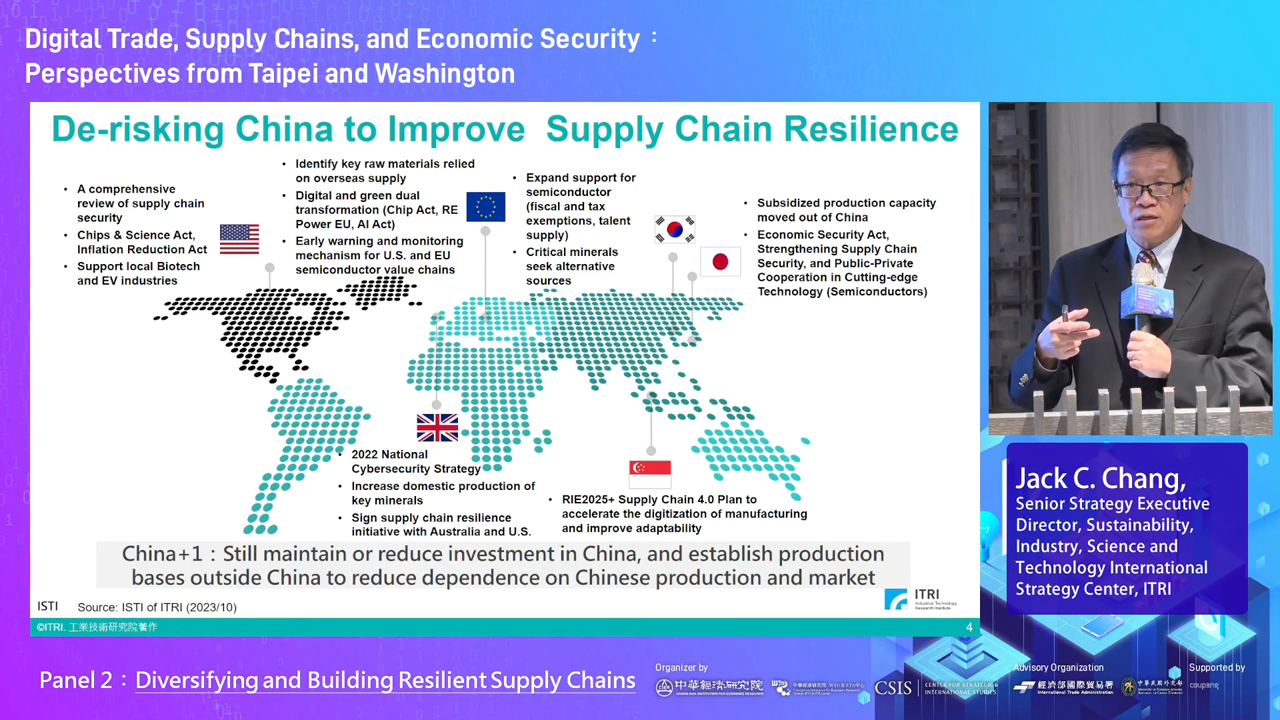 Digital Trade, Supply Chains, and Economic Security：
Perspectives from Taipei and Washington
De-risking China to Improve Supply Chain Resilience
• A comprehensive
review of supply chain
security
• Chips & Science Act,
Inflation Reduction Act
• Support local Biotech
and EV industries
• Identify key raw materials relied
on overseas supply
• Digital and green dual
transformation (Chip Act, RE
Power EU, AI Act)
• Early warning and monitoring
mechanism for U.S. and EU
semiconductor value chains
• Expand support for
semiconductor
(fiscal and tax
exemptions, talent
supply)
• Critical minerals
seek alternative
sources
• Subsidized production capacity
moved out of China
• Economic Security Act,
Strengthening Supply Chain
Security, and Public-Private
Cooperation in Cutting-edge
Technology (Semiconductors)
• 2022 National
Cybersecurity Strategy
• Increase domestic production of
key minerals
• Sign supply chain resilience
initiative with Australia and U.S.
• RIE2025+ Supply Chain 4.0 Plan to
accelerate the digitization of manufacturing
and improve adaptability
China+1：Still maintain or reduce investment in China, and establish production
bases outside China to reduce dependence on Chinese production and market
ISTI Source: ISTI of ITRI (2023/10)
ITRI
Industrial Technology
Research Institute
©ITRI. 工業技術研究院著作
4
Jack C. Chang,
Senior Strategy Executive
Director, Sustainability,
Industry, Science and
Technology International
Strategy Center, ITRI
Panel 2：Diversifying and Building Resilient Supply Chains
Organizer by
中華經濟研究院
CSIS
CENTER FOR STRATEGIC &
INTERNATIONAL STUDIES
Advisory Organization
經濟部國際貿易署
International Trade Administration
中華民國外交部
Supported by
coupang